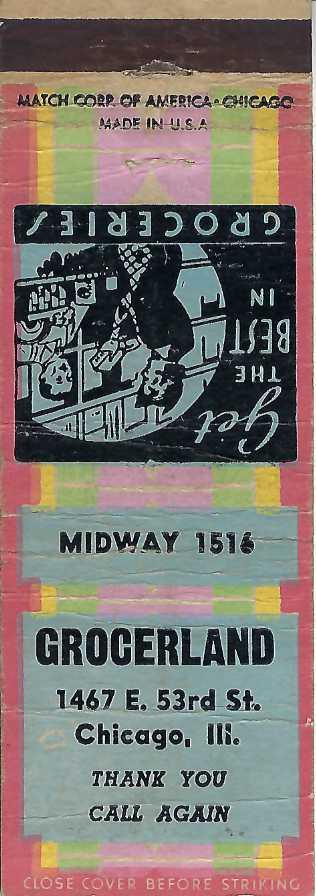 MATCH CORP. OF AMERICA · CHICAGO
MADE IN U.S.A
Get
THE
BEST
IN
GROCERIES
MIDWAY 1516
GROCERLAND
1467 E. 53rd St.
Chicago, Ill.
THANK YOU
CALL AGAIN
CLOSE COVER BEFORE STRIKING